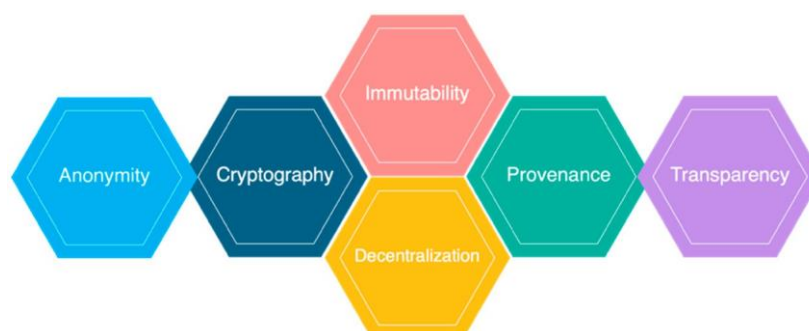 Immutability
Anonymity
Cryptography
Provenance
Transparency
Decentralization